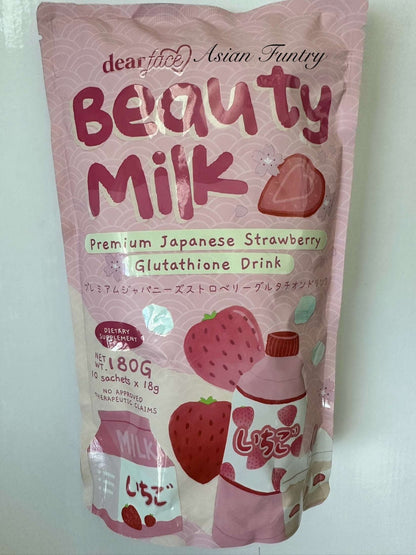 dearface Asian Funtry
Beauty
Milk
Premium Japanese Strawberry
Glutathione Drink
プレミアムジャパニーズストロベリーグルタチオンドリンク
DIETARY
SUPPLEMENT
NET
WT. 180G
10 sachets x 18g
NO APPROVED
THERAPEUTIC CLAIMS
MILK
いちご
いちご